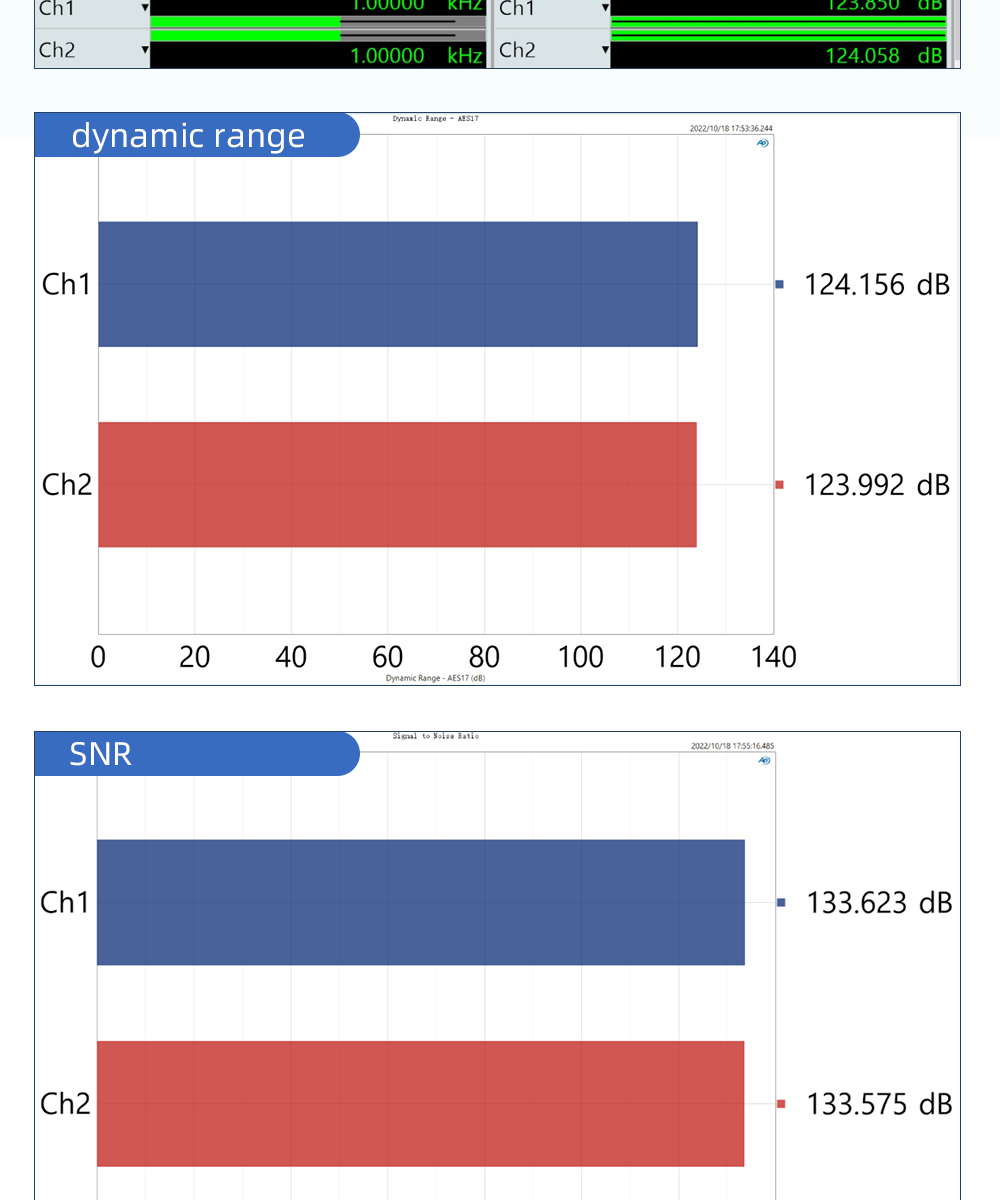 Ch1 ▼ 1.00000 kHz Ch1 ▼ 123.850 dB
Ch2 ▼ 1.00000 kHz Ch2 ▼ 124.058 dB
dynamic range
Dynamic Range - AES17
2022/10/18 17:53:36.244
Ch1 124.156 dB
Ch2 123.992 dB
0 20 40 60 80 100 120 140
Dynamic Range - AES17 (dB)
SNR
Signal to Noise Ratio
2022/10/18 17:55:16.485
Ch1 133.623 dB
Ch2 133.575 dB